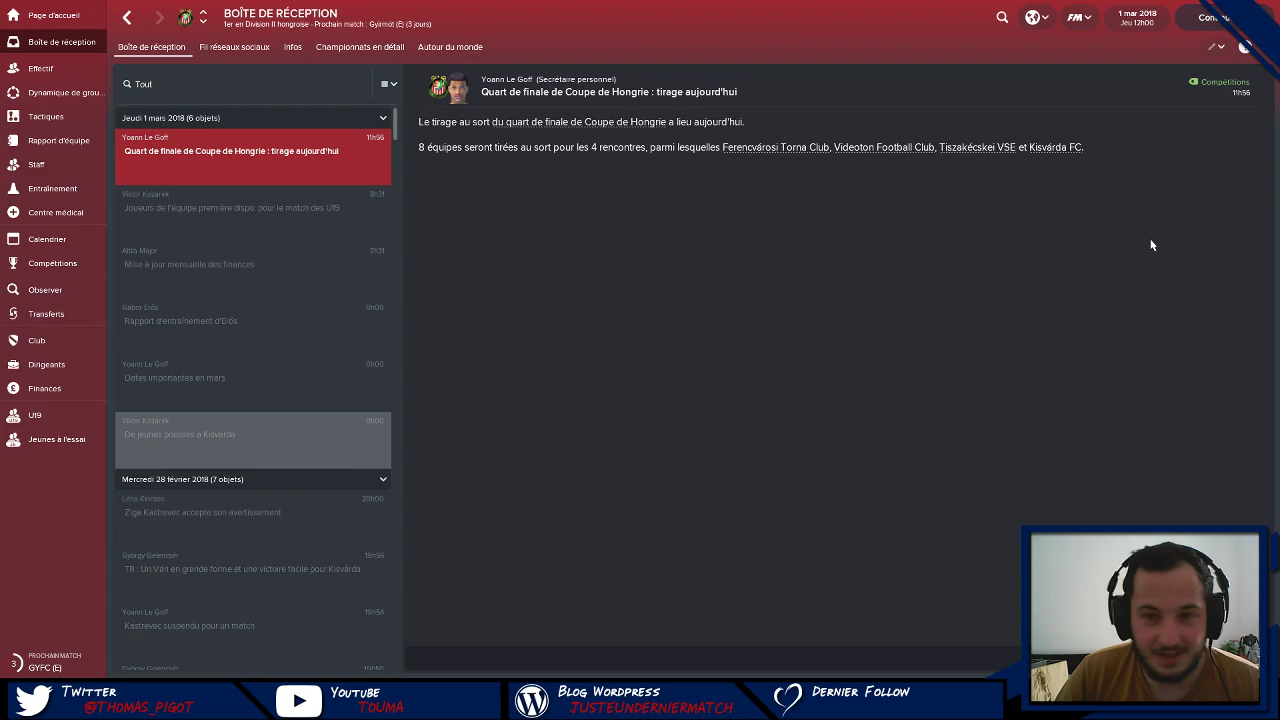 Page d'accueil
Boîte de réception
Effectif
Dynamique de grou...
Tactiques
Rapport d'équipe
Staff
Entraînement
Centre médical
Calendrier
Compétitions
Observer
Transferts
Club
Dirigeants
Finances
U19
Jeunes à l'essai
3
PROCHAIN MATCH
GYFC (E)
BOÎTE DE RÉCEPTION
1er en Division II hongroise - Prochain match : Gyirmót (E) (3 jours)
FM
1 mar 2018
Jeu 12h00
Boîte de réception Fil réseaux sociaux Infos Championnats en détail Autour du monde
Tout
Jeudi 1 mars 2018 (6 objets)
Yoann Le Goff 11h56
Quart de finale de Coupe de Hongrie : tirage aujourd'hui
Viktor Kozarek 8h31
Joueurs de l'équipe première dispo. pour le match des U19
Attila Major 7h31
Mise à jour mensuelle des finances
Gábor Erős 0h00
Rapport d'entraînement d'Erős
Yoann Le Goff 0h00
Dates importantes en mars
Viktor Kozarek 0h00
De jeunes pousses à Kisvárda
Mercredi 28 février 2018 (7 objets)
Léna Kincses 20h00
Ziga Kastrevec accepte son avertissement
György Gelencsér 19h56
TR : Un Vári en grande forme et une victoire facile pour Kisvárda
Yoann Le Goff 19h54
Kastrevec suspendu pour un match
Yoann Le Goff (Secrétaire personnel)
Quart de finale de Coupe de Hongrie : tirage aujourd'hui
Compétitions
11h56
Le tirage au sort du quart de finale de Coupe de Hongrie a lieu aujourd'hui.
8 équipes seront tirées au sort pour les 4 rencontres, parmi lesquelles Ferencvárosi Torna Club, Videoton Football Club, Tiszakécskei VSE et Kisvárda FC.
Twitter
@Thomas_Pigot
Youtube
Touma
Blog Wordpress
Justeunderniermatch
Dernier Follow